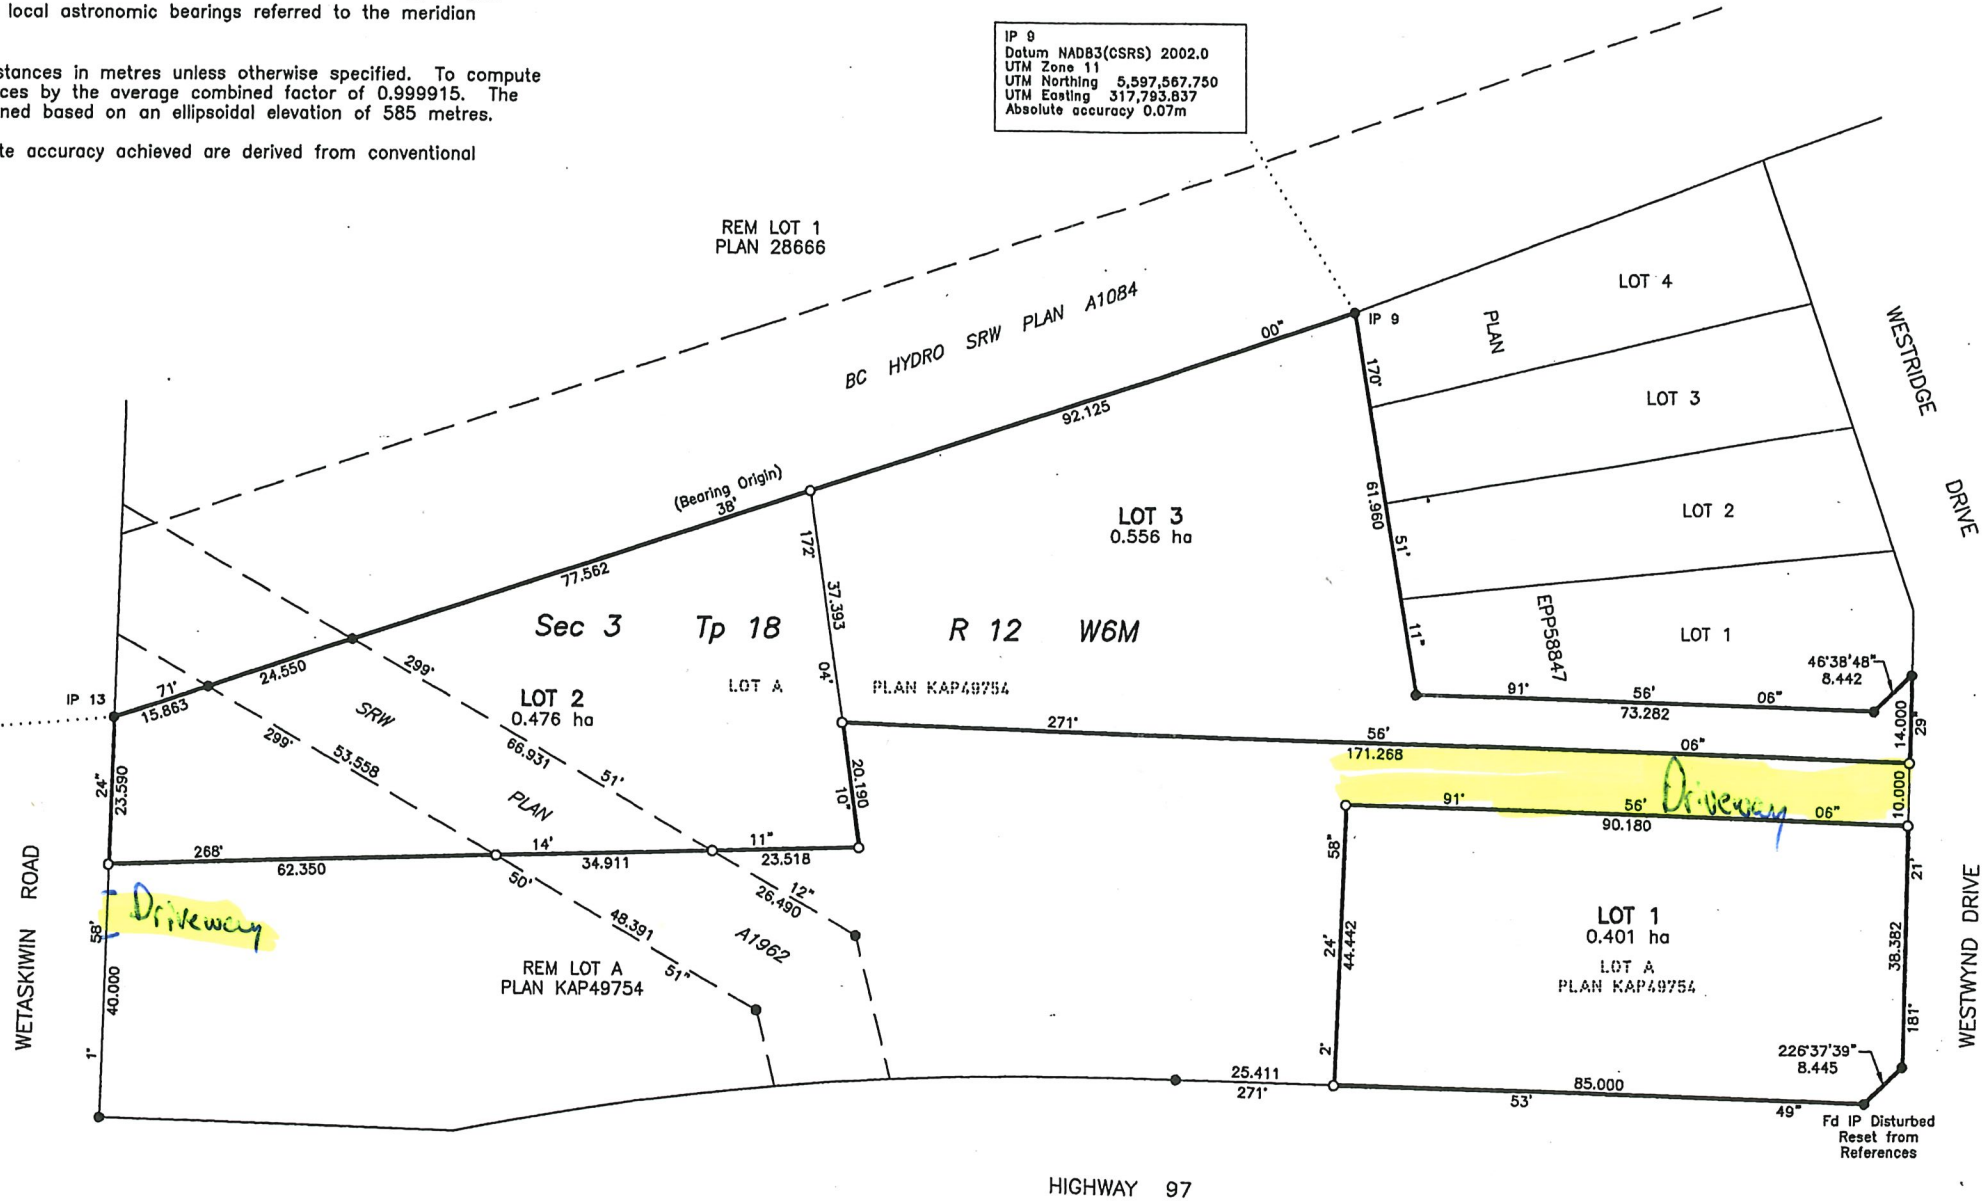 local astronomic bearings referred to the meridian
stances in metres unless otherwise specified. To compute
ces by the average combined factor of 0.999915. The
ned based on an ellipsoidal elevation of 585 metres.
te accuracy achieved are derived from conventional
IP 9
Datum NAD83(CSRS) 2002.0
UTM Zone 11
UTM Northing 5,597,567.750
UTM Easting 317,793.837
Absolute accuracy 0.07m
REM LOT 1
PLAN 28666
BC HYDRO SRW PLAN A1084
00"
IP 9
92.125
(Bearing Origin)
38'
77.562
LOT 4
PLAN
LOT 3
LOT 2
LOT 1
EPP58847
WESTRIDGE
DRIVE
170°
61.960
51'
11"
LOT 3
0.556 ha
172°
37.393
04'
Sec 3 Tp 18 R 12 W6M
LOT A PLAN KAP49754
IP 13
71°
15.863
24.550
299°
LOT 2
0.476 ha
SRW
299°
53.558
66.931
51'
PLAN
46°38'48"
8.442
91° 56' 06"
73.282
14.000
29"
271° 56' 06"
171.268
Driveway
10.000
20.190
10"
24"
23.590
91° 56' 06"
90.180
268° 14' 11"
62.350 34.911 23.518
50'
12"
26.490
48.391
51"
A1962
Driveway
58'
40.000
1°
WETASKIWIN ROAD
REM LOT A
PLAN KAP49754
58"
24'
44.442
2°
LOT 1
0.401 ha
LOT A
PLAN KAP49754
21'
38.382
181°
WESTWYND DRIVE
226°37'39"
8.445
25.411
271°
85.000
53'
49"
Fd IP Disturbed
Reset from
References
HIGHWAY 97